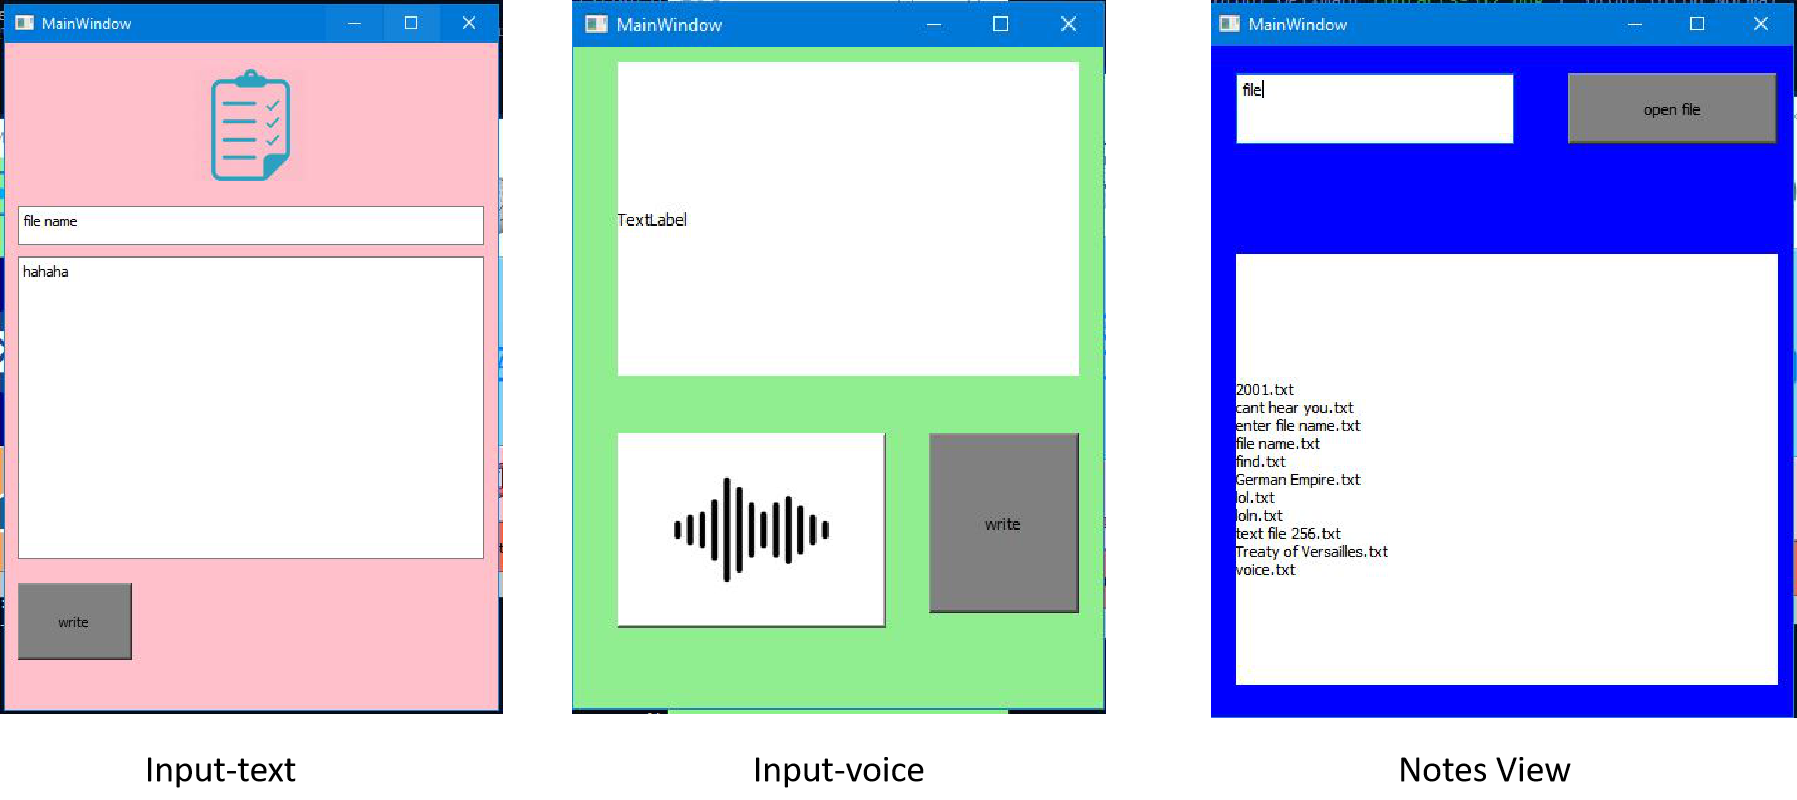 MainWindow
file name
hahaha
write
Input-text
MainWindow
TextLabel
write
Input-voice
MainWindow
file
open file
2001.txt
cant hear you.txt
enter file name.txt
file name.txt
find.txt
German Empire.txt
lol.txt
loln.txt
text file 256.txt
Treaty of Versailles.txt
voice.txt
Notes View